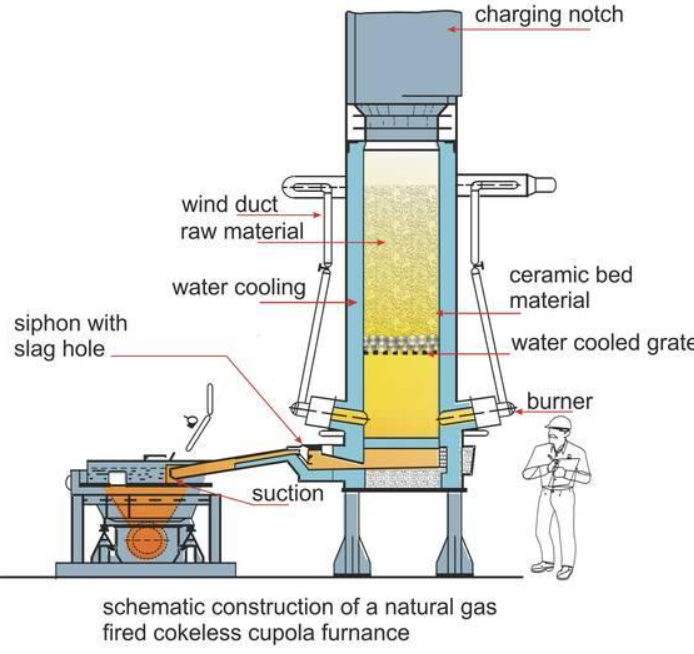 charging notch
wind duct
raw material
water cooling
ceramic bed
material
siphon with
slag hole
water cooled grate
burner
suction
schematic construction of a natural gas
fired cokeless cupola furnance